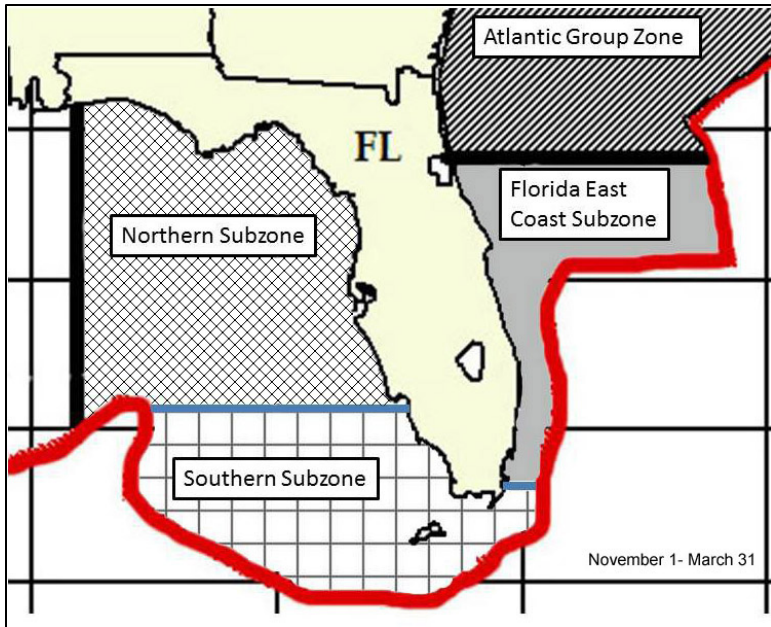 Atlantic Group Zone
FL
Florida East
Coast Subzone
Northern Subzone
Southern Subzone
November 1- March 31